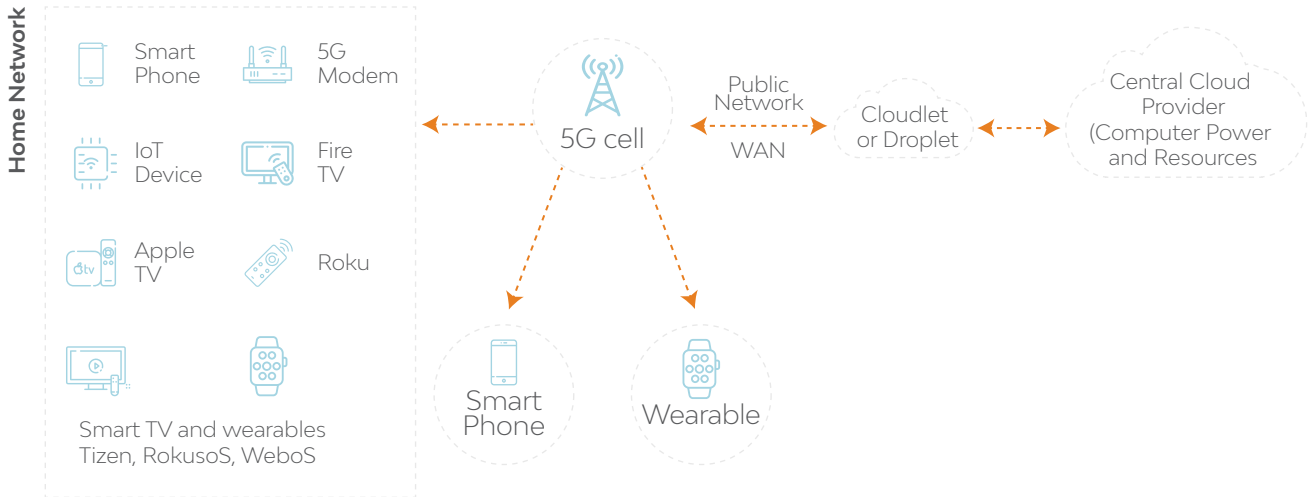 Home Network
Smart
Phone
5G
Modem
IoT
Device
Fire
TV
Apple
TV
tv
Roku
Smart TV and wearables
Tizen, RokusoS, WeboS
5G cell
Smart
Phone
Wearable
Public
Network
WAN
Cloudlet
or Droplet
Central Cloud
Provider
(Computer Power
and Resources